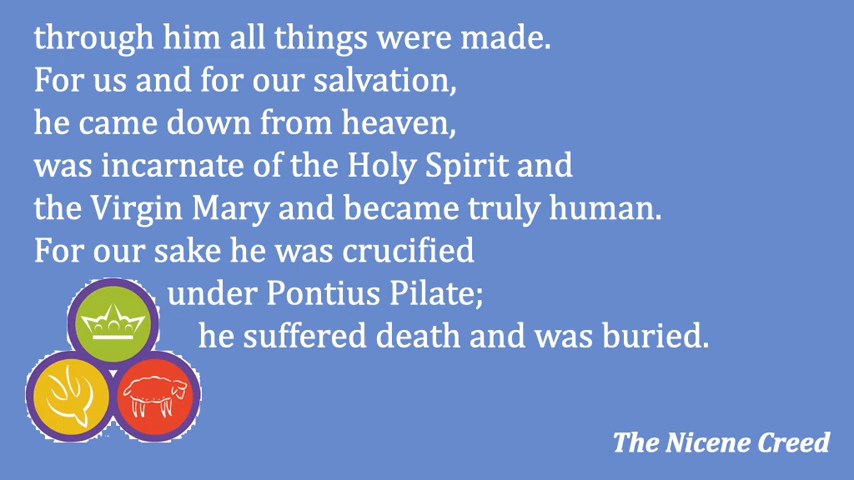 through him all things were made.
For us and for our salvation,
he came down from heaven,
was incarnate of the Holy Spirit and
the Virgin Mary and became truly human.
For our sake he was crucified
under Pontius Pilate;
he suffered death and was buried.
The Nicene Creed